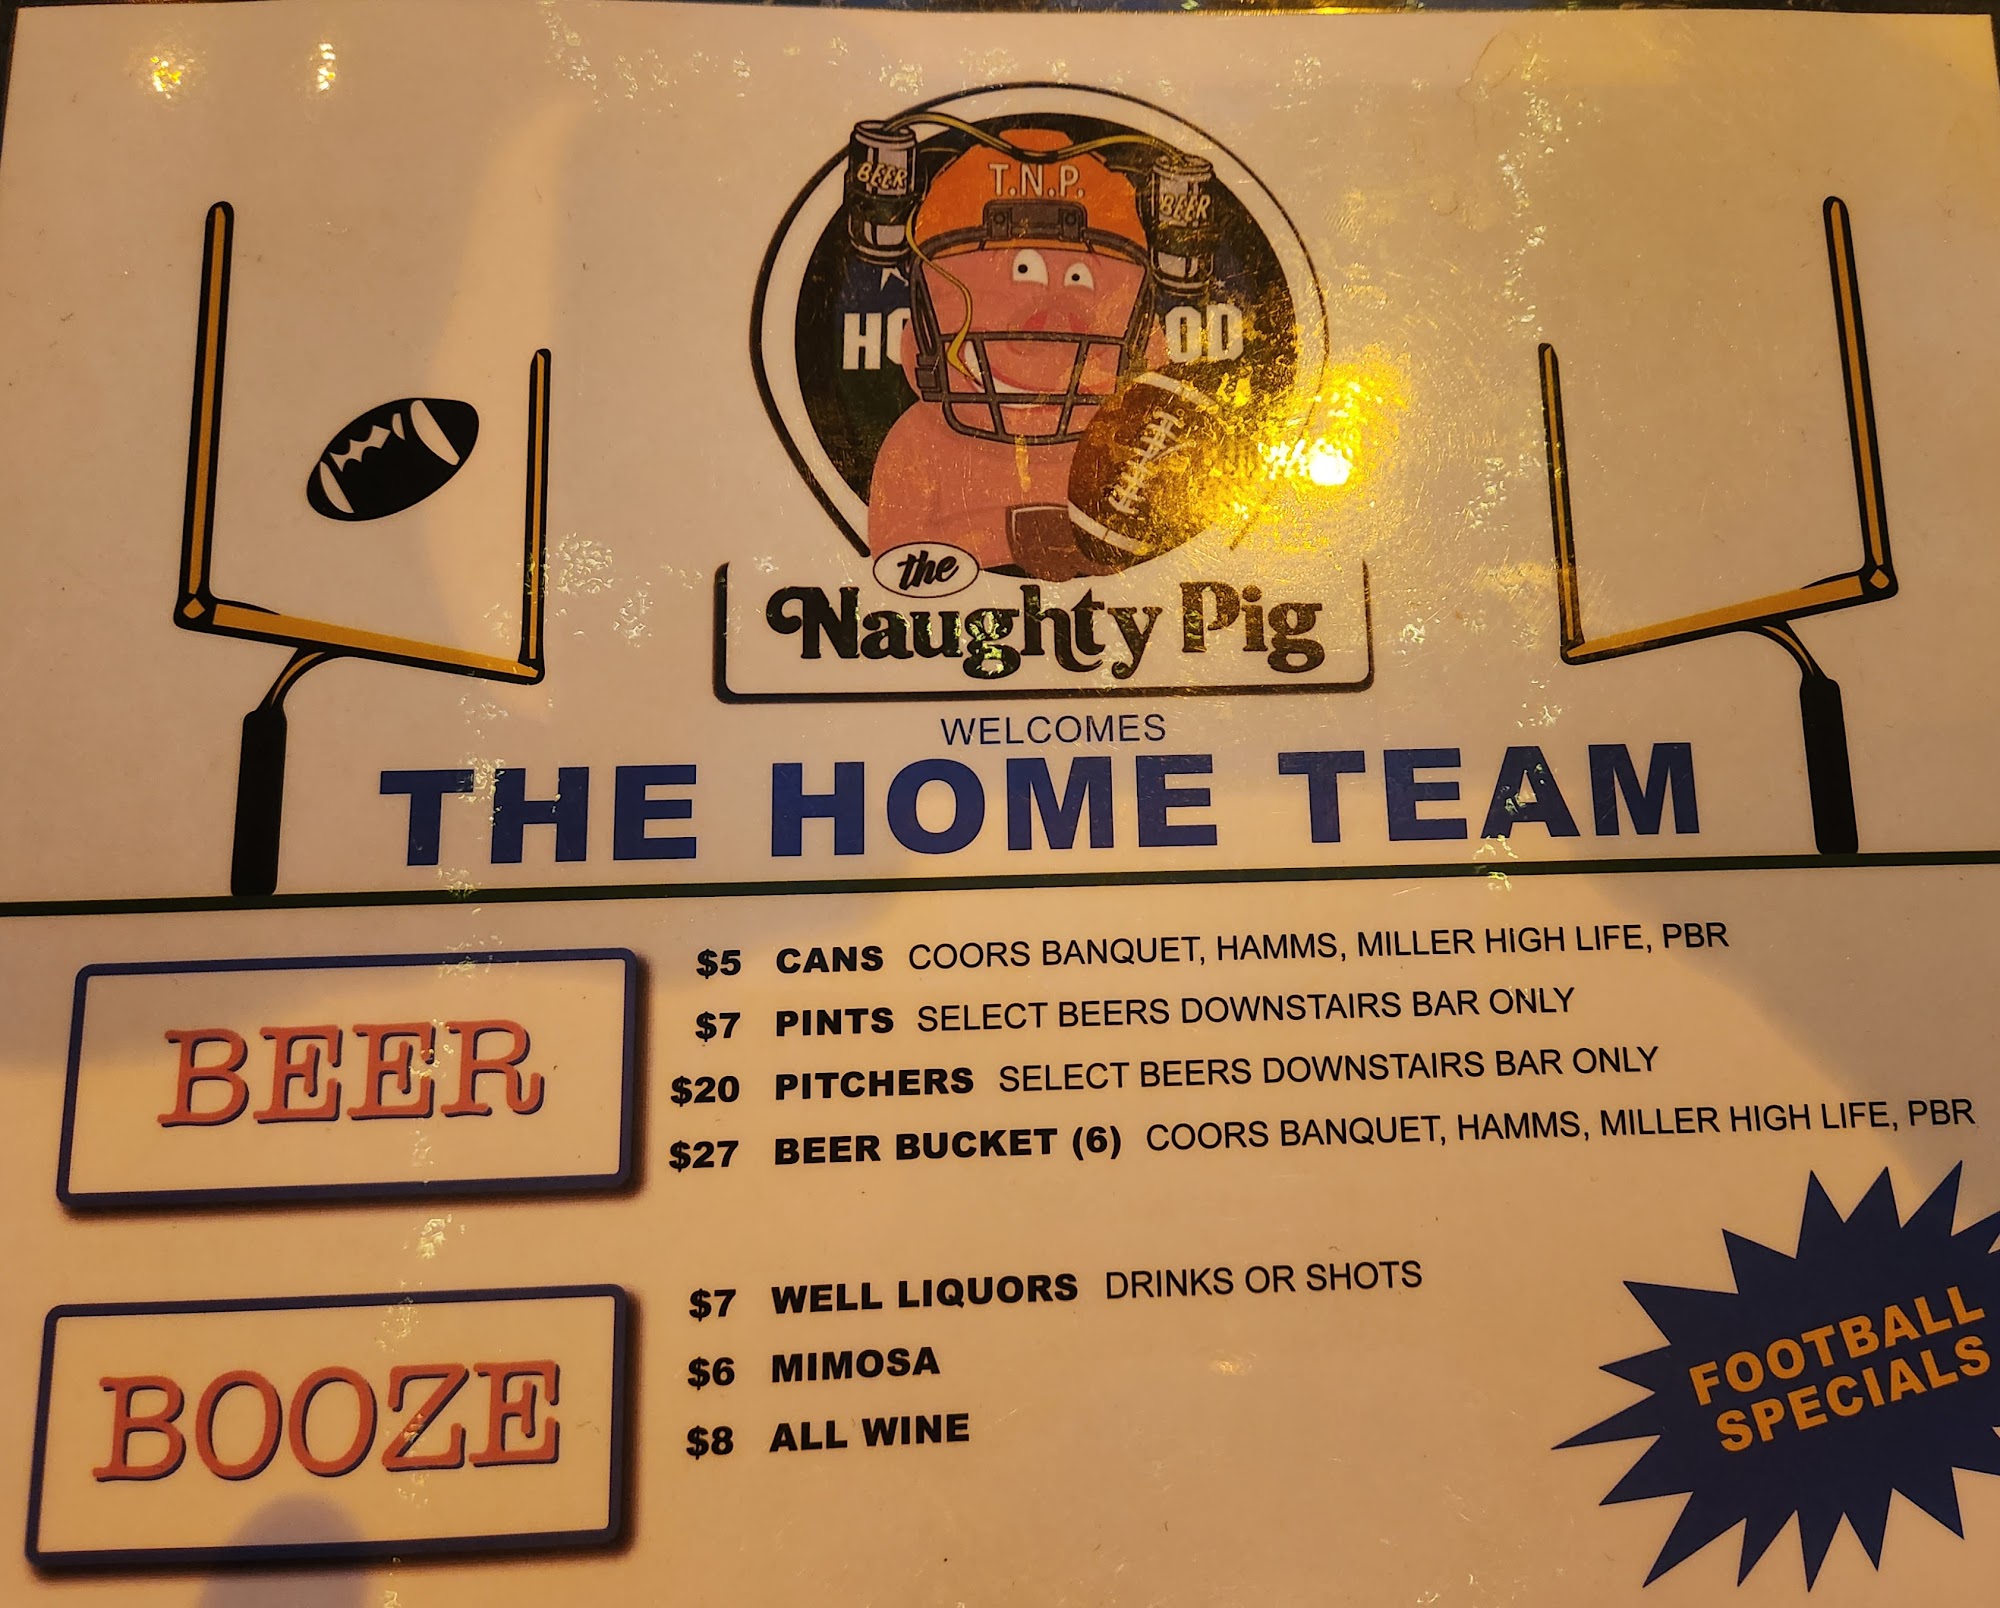 BEER
T.N.P.
BEER
the
Naughty Pig
WELCOMES
THE HOME TEAM
BEER
$5 CANS COORS BANQUET, HAMMS, MILLER HIGH LIFE, PBR
$7 PINTS SELECT BEERS DOWNSTAIRS BAR ONLY
$20 PITCHERS SELECT BEERS DOWNSTAIRS BAR ONLY
$27 BEER BUCKET (6) COORS BANQUET, HAMMS, MILLER HIGH LIFE, PBR
BOOZE
$7 WELL LIQUORS DRINKS OR SHOTS
$6 MIMOSA
$8 ALL WINE
FOOTBALL
SPECIALS